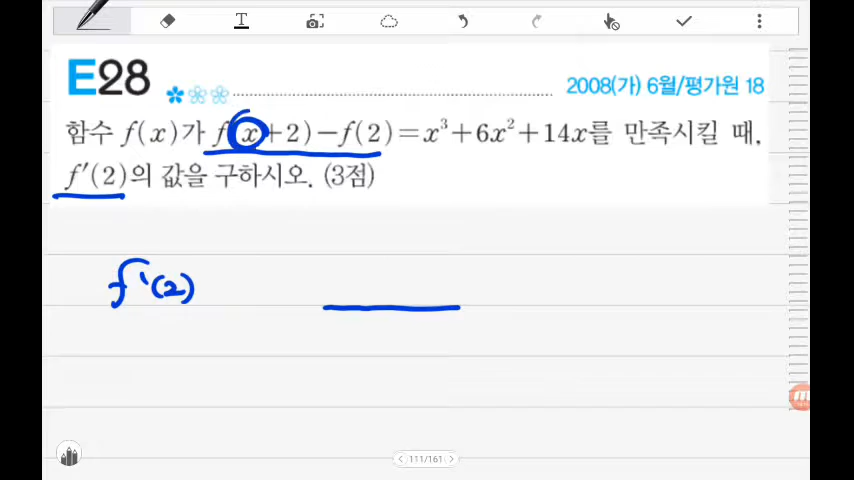 T
E28
2008(가) 6월/평가원 18
함수 f(x)가 f(x+2)-f(2)=x³+6x²+14x를 만족시킬 때,
f′(2)의 값을 구하시오. (3점)
f'(2)
111/161